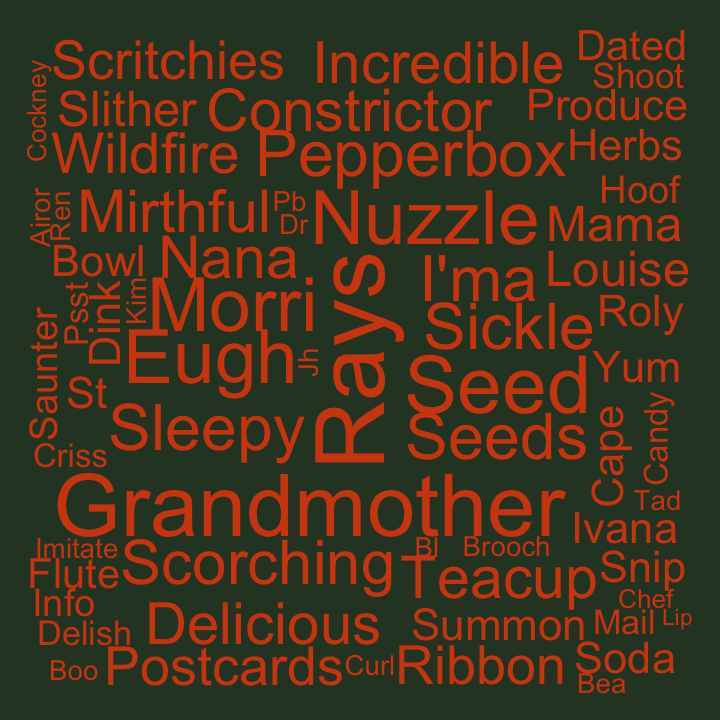 Scritchies Incredible Dated
Shoot
Cockney
Slither Constrictor Produce
Wildfire Pepperbox Herbs
Hoof
Airor Ren Mirthful Pb Dr Nuzzle Mama
Bowl Nana I'ma Louise
Psst Dink Kim Morri Rays Sickle Roly
Saunter Eugh Jh Seed Yum
St Sleepy Seeds Cape Candy
Criss
Grandmother Tad
Ivana
Imitate Scorching Bl Brooch
Flute Teacup Snip
Info Chef
Delish Delicious Summon Mail Lip
Boo Postcards Curl Ribbon Soda
Bea